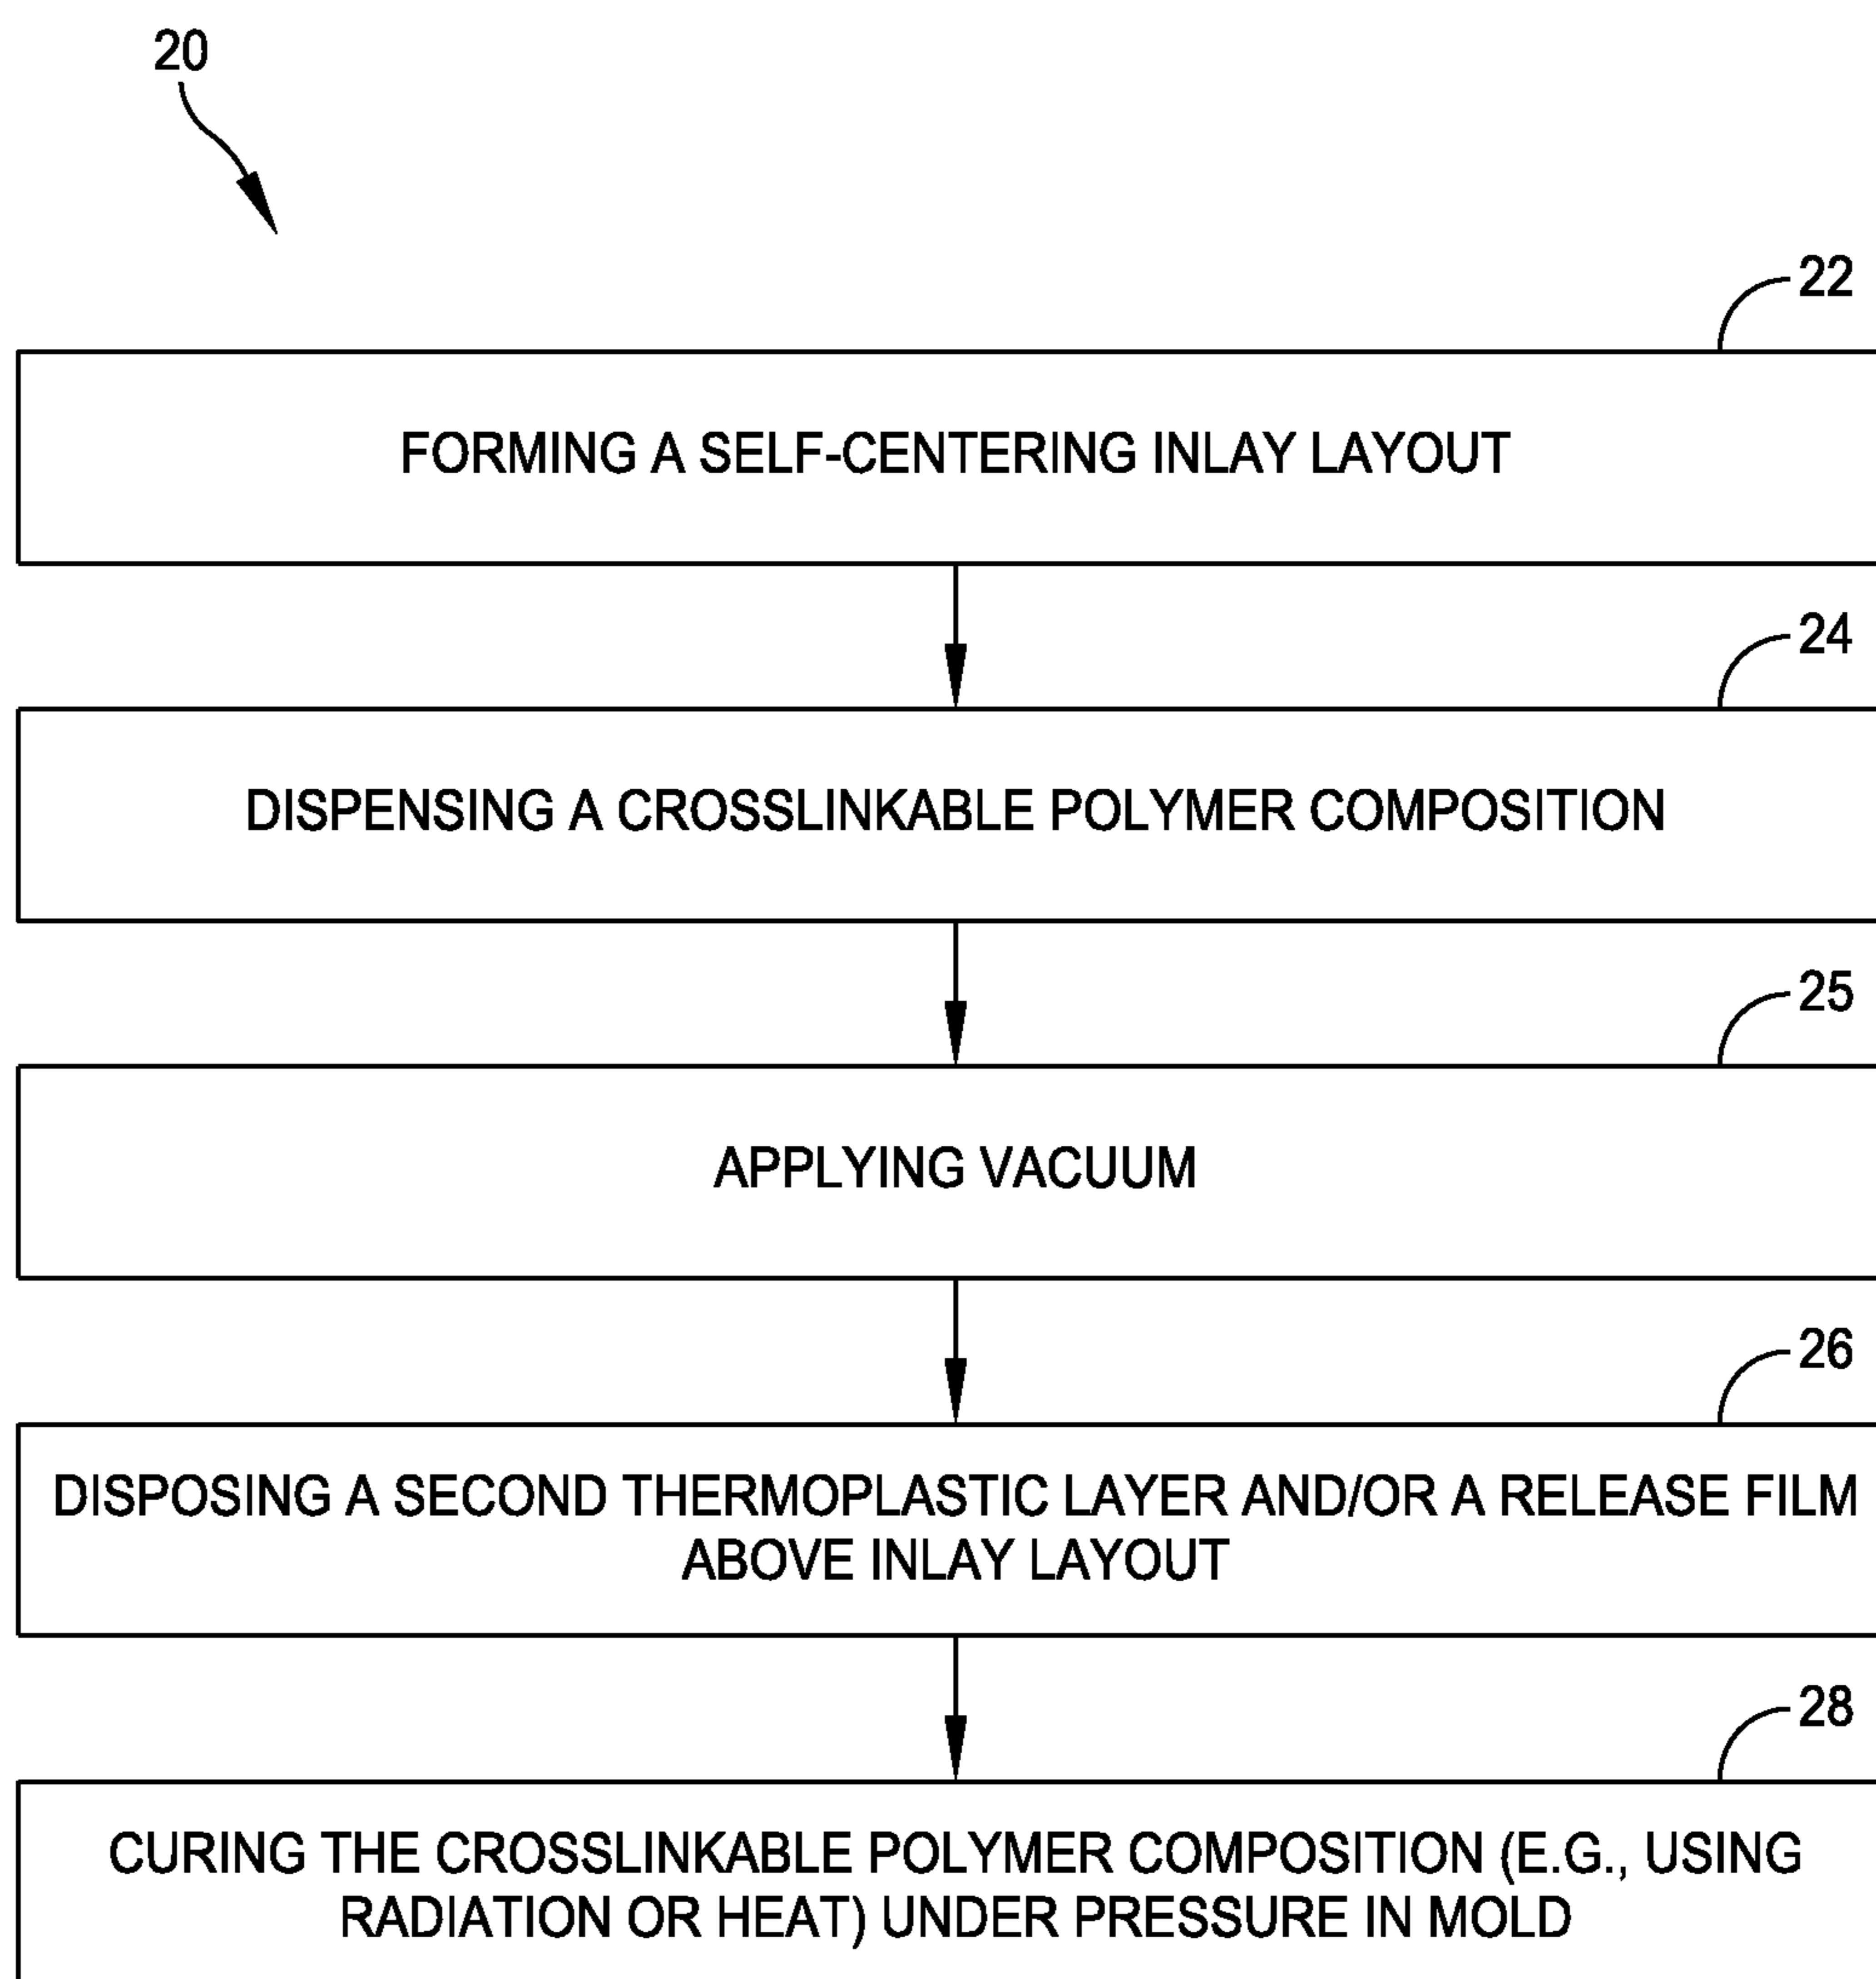 20
22
FORMING A SELF-CENTERING INLAY LAYOUT
24
DISPENSING A CROSSLINKABLE POLYMER COMPOSITION
25
APPLYING VACUUM
26
DISPOSING A SECOND THERMOPLASTIC LAYER AND/OR A RELEASE FILM
ABOVE INLAY LAYOUT
28
CURING THE CROSSLINKABLE POLYMER COMPOSITION (E.G., USING
RADIATION OR HEAT) UNDER PRESSURE IN MOLD